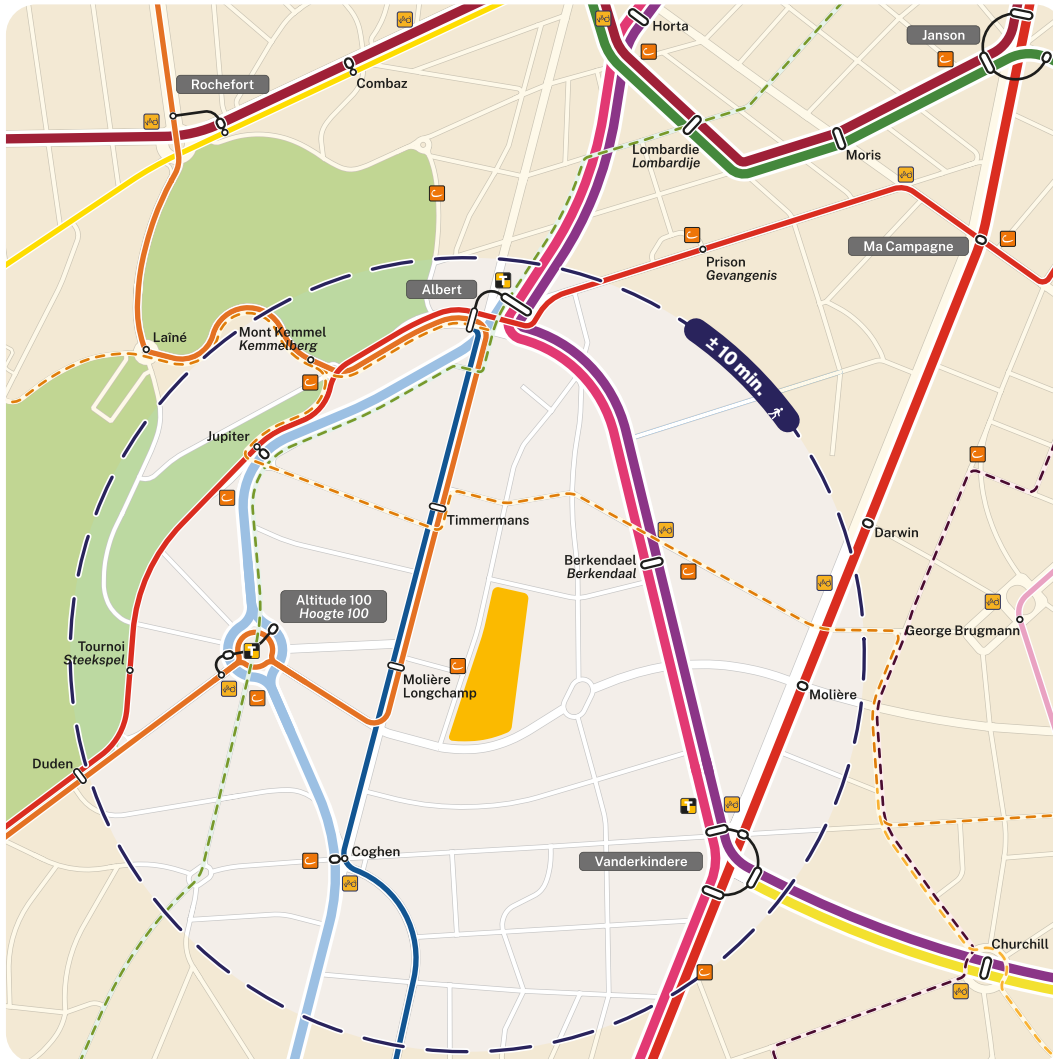 Horta
Janson
Combaz
Rochefort
Lombardie
Lombardije
Moris
Ma Campagne
Prison
Gevangenis
Albert
Laîné
Mont Kemmel
Kemmelberg
± 10 min.
Jupiter
Timmermans
Darwin
Berkendael
Berkendaal
Altitude 100
Hoogte 100
George Brugmann
Tournoi
Steekspel
Molière
Longchamp
Molière
Duden
Coghen
Vanderkindere
Churchill